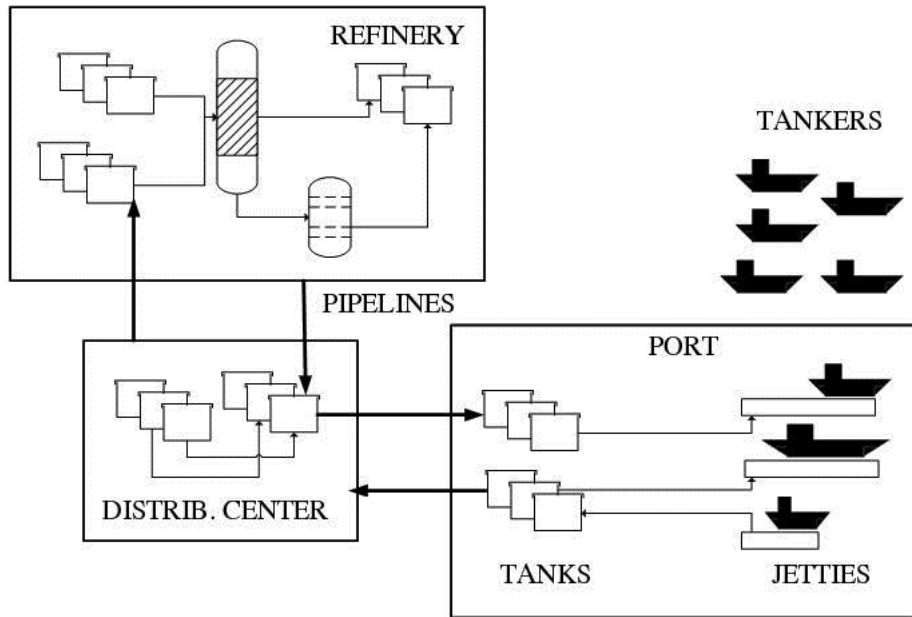 REFINERY
TANKERS
PIPELINES
PORT
DISTRIB. CENTER
TANKS
JETTIES